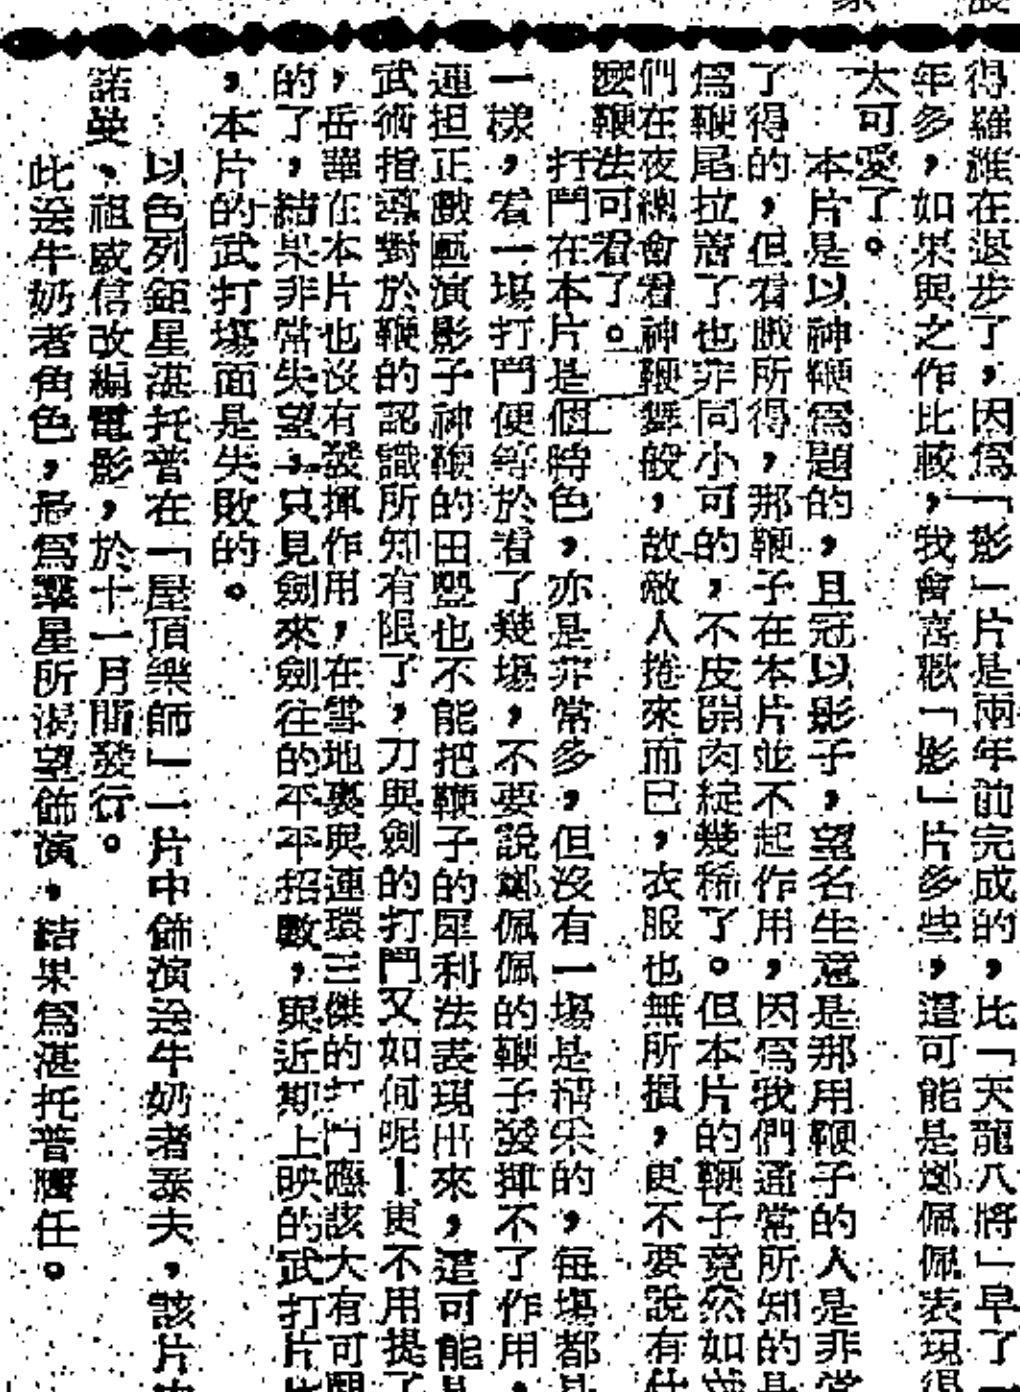 得羅維在退步了，因爲「影」一片是兩年前完成的，比「天龍八將」早了一
年多，如果與之作比較，我會喜歡「影」片多些，這可能是鄭佩佩表現得
太可愛了。
本片是以神鞭爲題的，且冠以影子，望名生意是那用鞭子的人是非常
了得的，但看戲所得，那鞭子在本片並不起作用，因爲我們通常所知的是
爲鞭尾拉着了也非同小可的，不皮開肉綻幾稀了。但本片的鞭子竟然如
們在夜總會看神鞭舞般，故敵人捲來而已，衣服也無所損，更不要說有什
麼鞭法可看了。
打鬥在本片是個特色，亦是非常多，但沒有一場是精采的，每場都是
一樣，看一場打鬥便等於看了幾場，不要說鄭佩佩的鞭子發揮不了作用，
連担正戲匭演影子神鞭的田豐也不能把鞭子的犀利法表現出來，這可能是
武術指導對於鞭的認識所知有限了，刀與劍的打鬥又如何呢！更不用提了
，岳華在本片也沒有發揮作用，在雪地裏與連環三傑的打鬥應該大有可
的了，結果非常失望，只見劍來劍往的平平招數，與近期上映的武打片
，本片的武打場面是失敗的。
以色列鉅星湛托普在「屋頂樂師」一片中飾演送牛奶者泰夫，該片
諾曼、祖威信改編電影，於十一月間發行。
此送牛奶者角色，最爲羣星所渴望飾演，結果爲湛托普膺任。